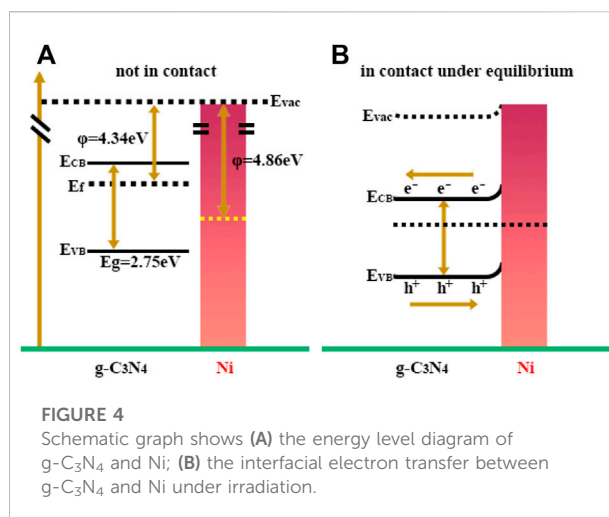 A
not in contact
Evac
φ=4.34eV
φ=4.86eV
ECB
Ef
EVB
Eg=2.75eV
g-C3N4
Ni
B
in contact under equilibrium
Evac
e⁻ e⁻ e⁻
ECB
EVB
h⁺ h⁺ h⁺
g-C3N4
Ni
FIGURE 4
Schematic graph shows (A) the energy level diagram of
g-C₃N₄ and Ni; (B) the interfacial electron transfer between
g-C₃N₄ and Ni under irradiation.